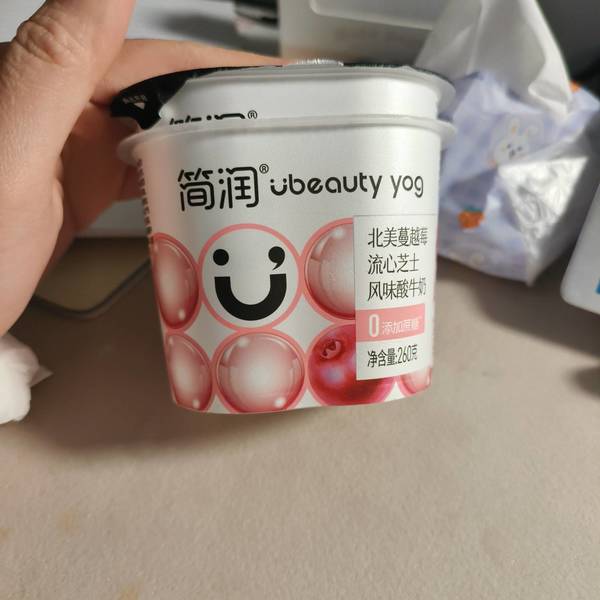 简润® ubeauty yog
北美蔓越莓
流心芝士
风味酸牛奶
0添加蔗糖
净含量:260克